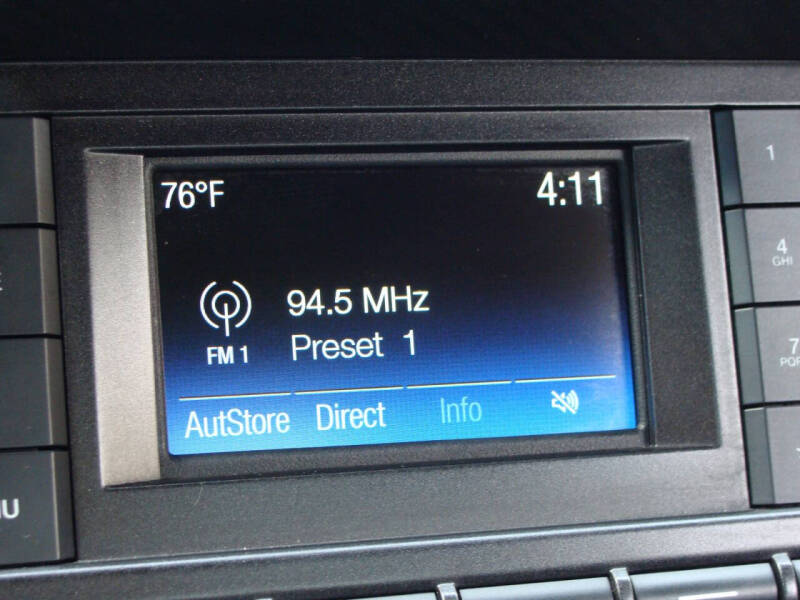 76°F 4:11
94.5 MHz
FM 1 Preset 1
AutStore Direct Info
1
4
GHI
7